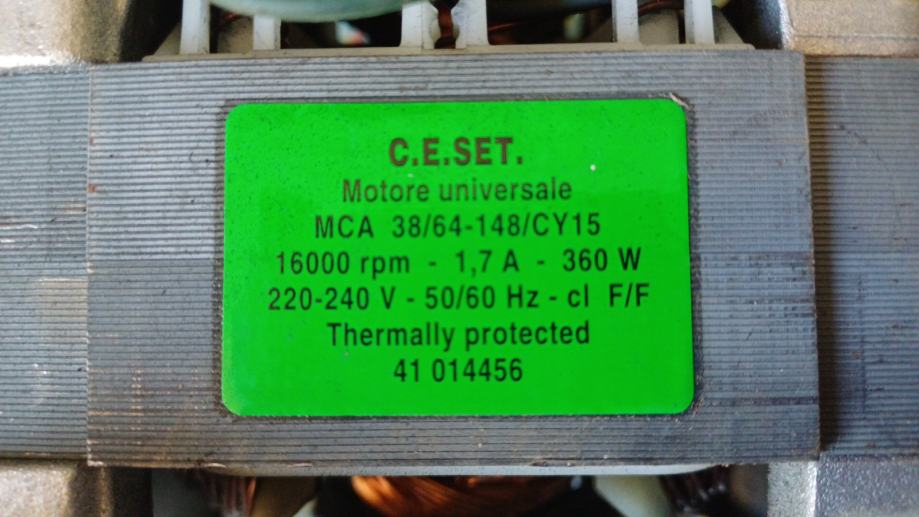 C.E.SET.
Motore universale
MCA 38/64-148/CY15
16000 rpm - 1,7 A - 360 W
220-240 V - 50/60 Hz - cl F/F
Thermally protected
41 014456